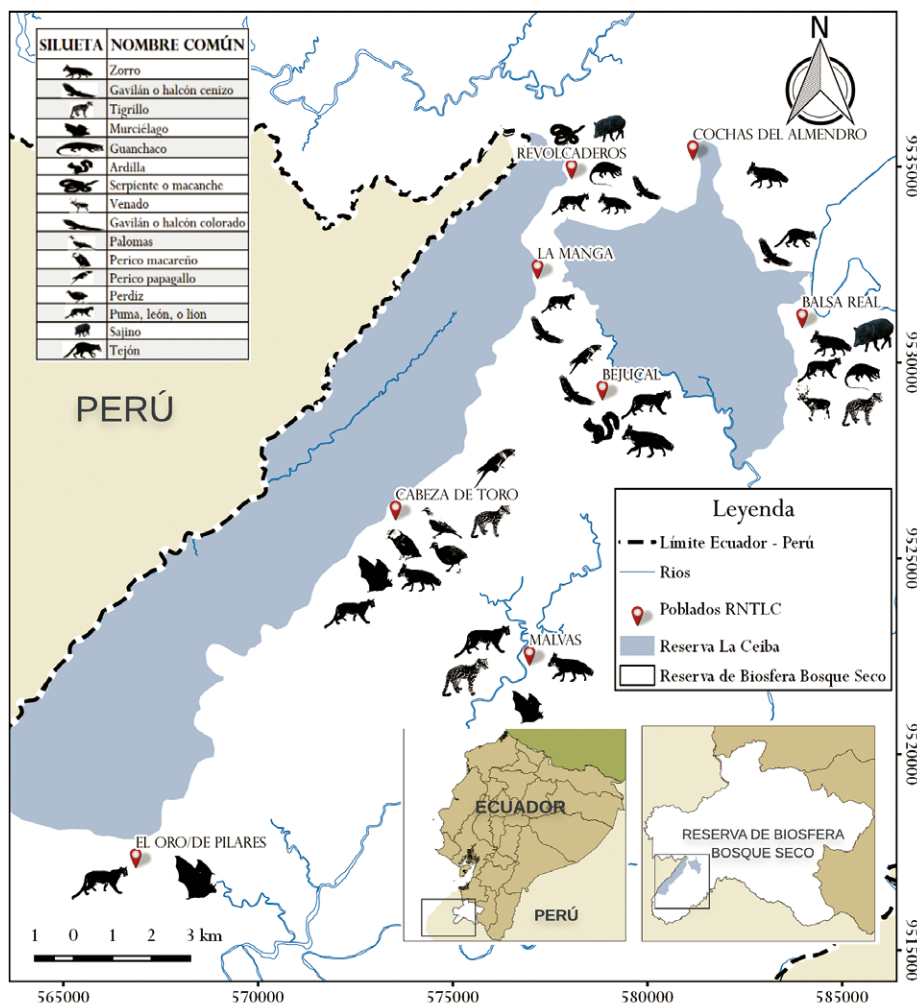 SILUETA NOMBRE COMÚN
Zorro
Gavilán o halcón cenizo
Tigrillo
Murciélago
Guanchaco
Ardilla
Serpiente o macanche
Venado
Gavilán o halcón colorado
Palomas
Perico macareño
Perico papagallo
Perdiz
Puma, león, o lion
Sajino
Tejón
N
COCHAS DEL ALMENDRO
REVOLCADEROS
LA MANGA
BALSA REAL
BEJUCAL
PERÚ
CABEZA DE TORO
MALVAS
EL ORO/DE PILARES
Leyenda
Límite Ecuador - Perú
Rios
Poblados RNTLC
Reserva La Ceiba
Reserva de Biosfera Bosque Seco
ECUADOR
PERÚ
RESERVA DE BIOSFERA
BOSQUE SECO
1 0 1 2 3 km
565000 570000 575000 580000 585000
9535000
9530000
9525000
9520000
9515000